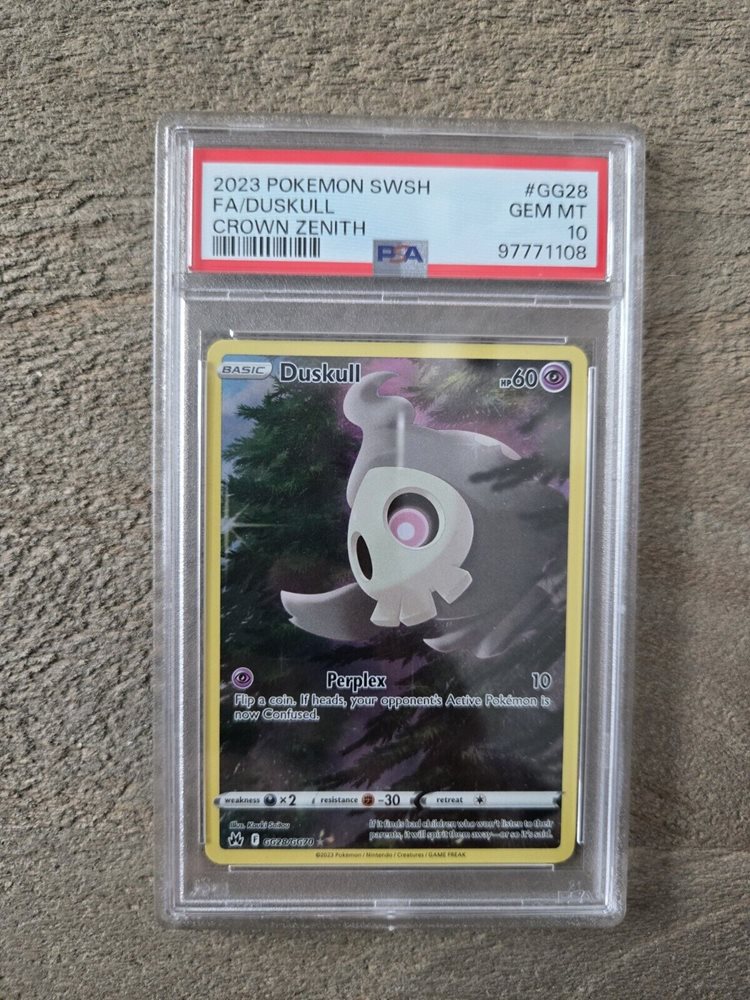 2023 POKEMON SWSH #GG28
FA/DUSKULL GEM MT
CROWN ZENITH 10
PSA 97771108
BASIC Duskull HP60
Perplex 10
Flip a coin. If heads, your opponent's Active Pokémon is
now Confused.
weakness ×2 resistance -30 retreat
Illus. Kouki Saitou
If it finds bad children who won't listen to their
parents, it will spirit them away—or so it's said.
F GG28/GG70
©2023 Pokémon / Nintendo / Creatures / GAME FREAK